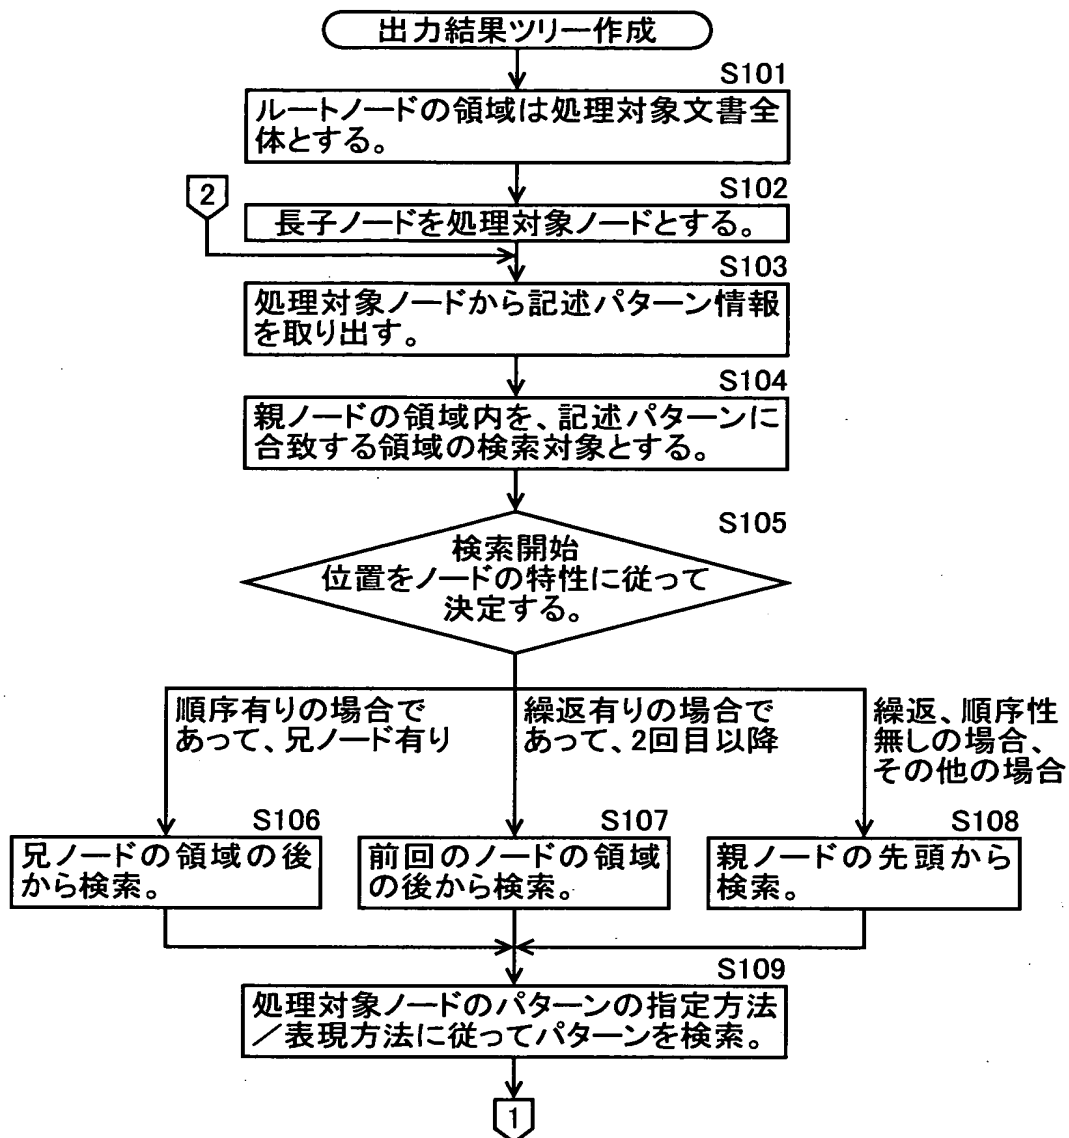 出力結果ツリー作成
S101
ルートノードの領域は処理対象文書全
体とする。
2
S102
長子ノードを処理対象ノードとする。
S103
処理対象ノードから記述パターン情報
を取り出す。
S104
親ノードの領域内を、記述パターンに
合致する領域の検索対象とする。
S105
検索開始
位置をノードの特性に従って
決定する。
順序有りの場合で
あって、兄ノード有り
繰返有りの場合で
あって、2回目以降
繰返、順序性
無しの場合、
その他の場合
S106
兄ノードの領域の後
から検索。
S107
前回のノードの領域
の後から検索。
S108
親ノードの先頭から
検索。
S109
処理対象ノードのパターンの指定方法
／表現方法に従ってパターンを検索。
1